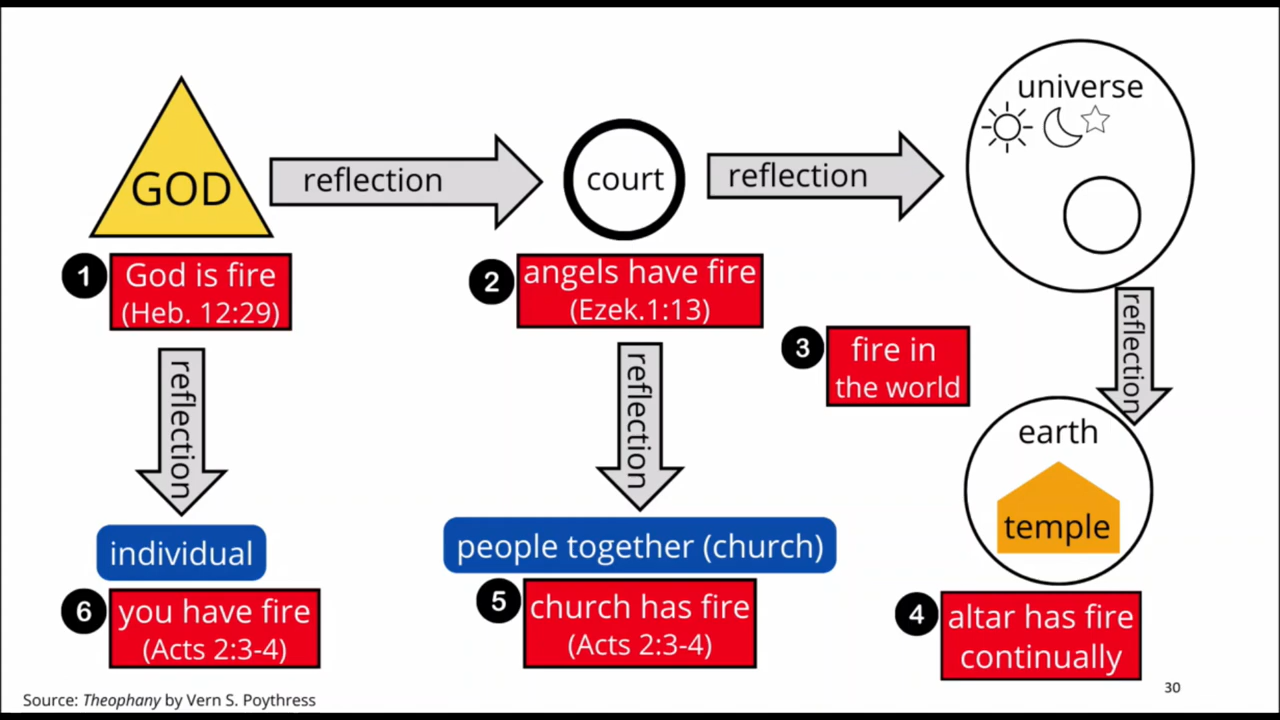 GOD
reflection
court
reflection
universe
1
God is fire
(Heb. 12:29)
2
angels have fire
(Ezek.1:13)
3
fire in
the world
reflection
reflection
reflection
earth
temple
individual
people together (church)
6
you have fire
(Acts 2:3-4)
5
church has fire
(Acts 2:3-4)
4
altar has fire
continually
30
Source: Theophany by Vern S. Poythress